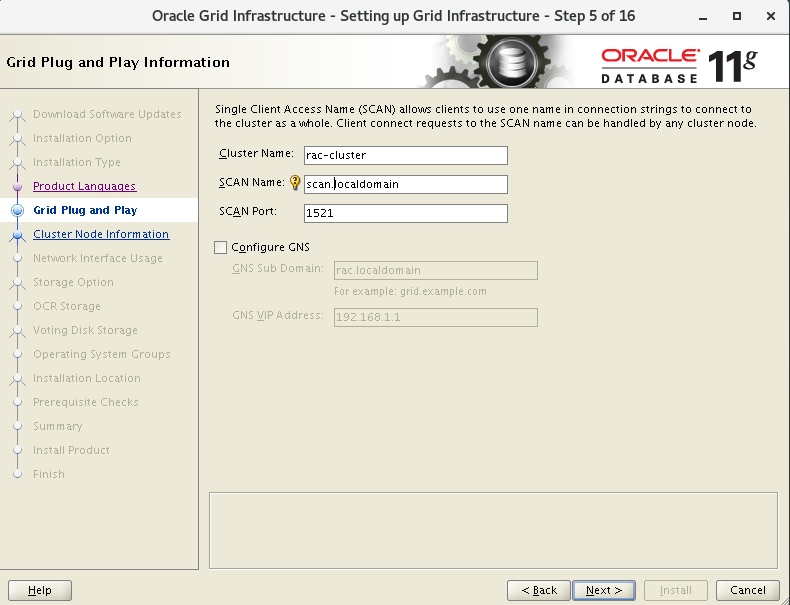 Oracle Grid Infrastructure - Setting up Grid Infrastructure - Step 5 of 16
Grid Plug and Play Information
ORACLE
DATABASE 11g
Download Software Updates
Installation Option
Installation Type
Product Languages
Grid Plug and Play
Cluster Node Information
Network Interface Usage
Storage Option
OCR Storage
Voting Disk Storage
Operating System Groups
Installation Location
Prerequisite Checks
Summary
Install Product
Finish
Single Client Access Name (SCAN) allows clients to use one name in connection strings to connect to
the cluster as a whole. Client connect requests to the SCAN name can be handled by any cluster node.
Cluster Name: rac-cluster
SCAN Name: scan.localdomain
SCAN Port: 1521
Configure GNS
GNS Sub Domain: rac.localdomain
For example: grid.example.com
GNS VIP Address: 192.168.1.1
Help
< Back
Next >
Install
Cancel